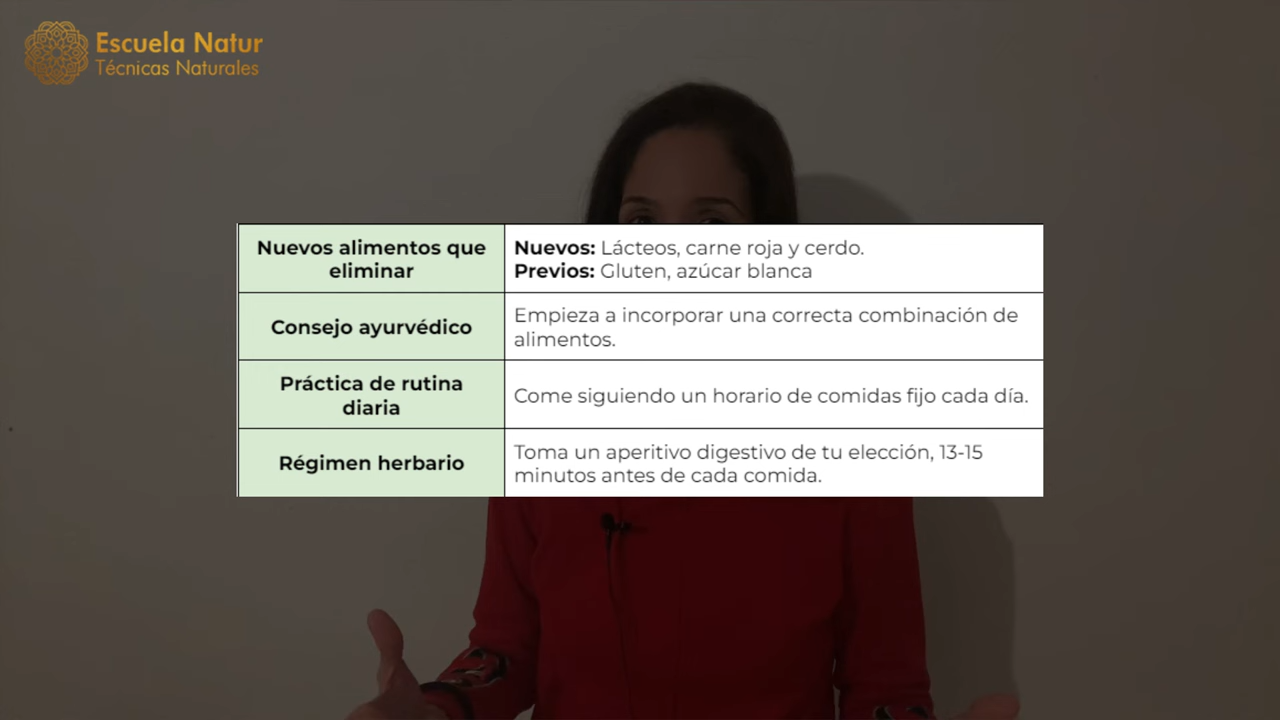 Escuela Natur
Técnicas Naturales
Nuevos alimentos que
eliminar
Nuevos: Lácteos, carne roja y cerdo.
Previos: Gluten, azúcar blanca
Consejo ayurvédico
Empieza a incorporar una correcta combinación de
alimentos.
Práctica de rutina
diaria
Come siguiendo un horario de comidas fijo cada día.
Régimen herbario
Toma un aperitivo digestivo de tu elección, 13-15
minutos antes de cada comida.